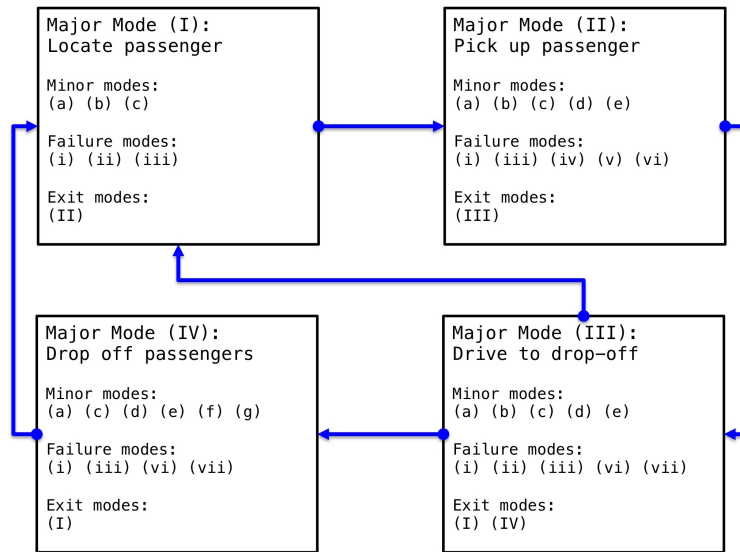 Major Mode (I):
Locate passenger
Minor modes:
(a) (b) (c)
Failure modes:
(i) (ii) (iii)
Exit modes:
(II)
Major Mode (II):
Pick up passenger
Minor modes:
(a) (b) (c) (d) (e)
Failure modes:
(i) (iii) (iv) (v) (vi)
Exit modes:
(III)
Major Mode (IV):
Drop off passengers
Minor modes:
(a) (c) (d) (e) (f) (g)
Failure modes:
(i) (iii) (vi) (vii)
Exit modes:
(I)
Major Mode (III):
Drive to drop-off
Minor modes:
(a) (b) (c) (d) (e)
Failure modes:
(i) (ii) (iii) (vi) (vii)
Exit modes:
(I) (IV)